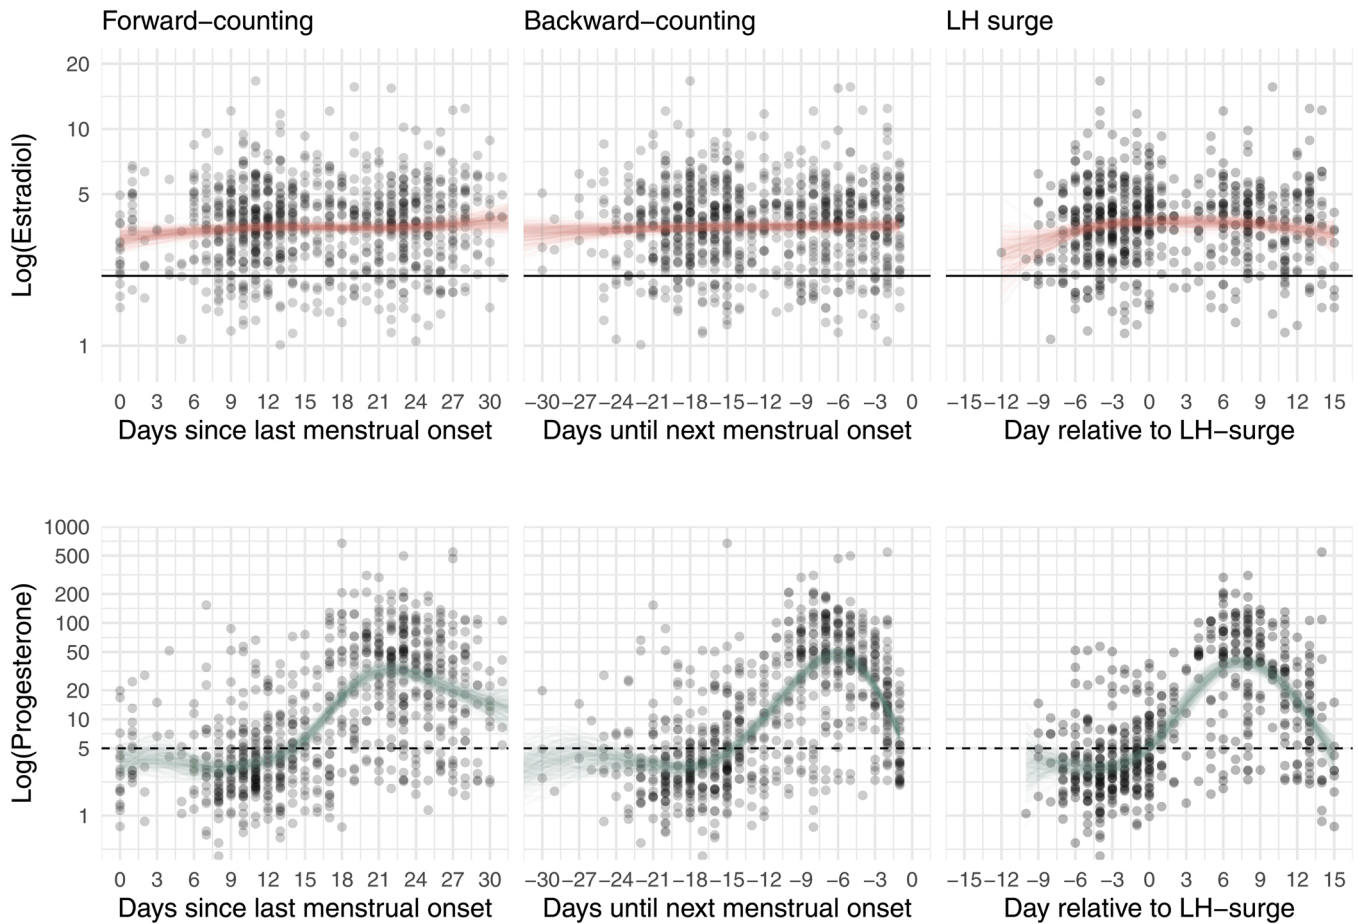 Forward−counting
Backward−counting
LH surge
Log(Estradiol)
20
10
5
1
0 3 6 9 12 15 18 21 24 27 30
−30 −27 −24 −21 −18 −15 −12 −9 −6 −3 0
−15 −12 −9 −6 −3 0 3 6 9 12 15
Days since last menstrual onset
Days until next menstrual onset
Day relative to LH−surge
Log(Progesterone)
1000
500
200
100
50
20
10
5
1
0 3 6 9 12 15 18 21 24 27 30
−30 −27 −24 −21 −18 −15 −12 −9 −6 −3 0
−15 −12 −9 −6 −3 0 3 6 9 12 15
Days since last menstrual onset
Days until next menstrual onset
Day relative to LH−surge